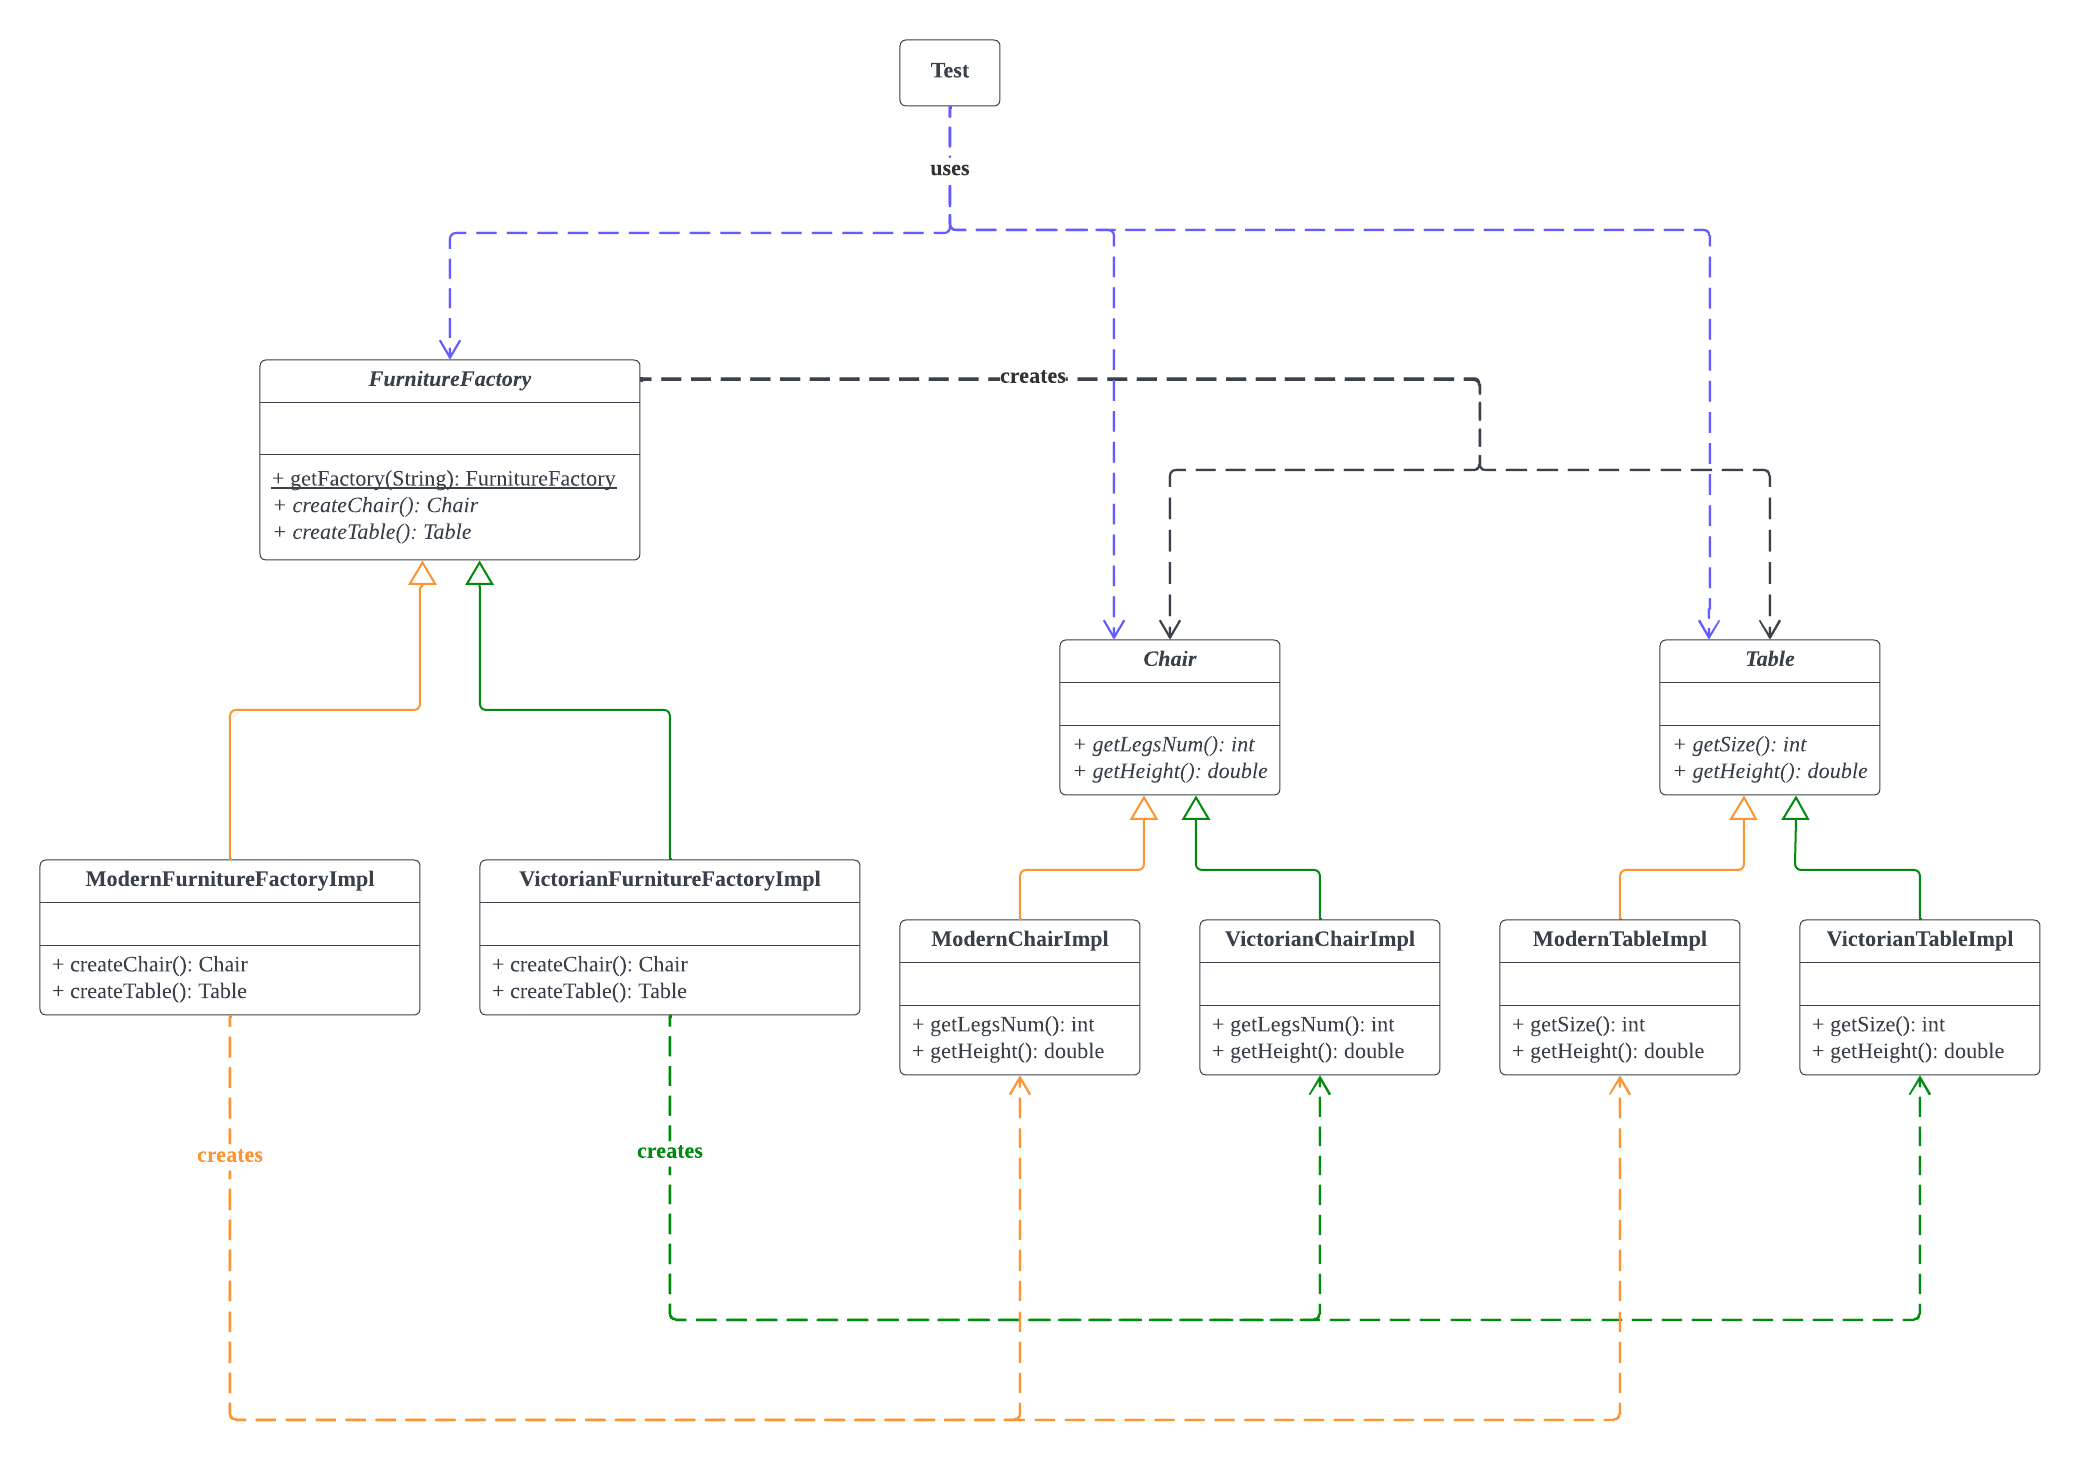 Test
uses
FurnitureFactory
+ getFactory(String): FurnitureFactory
+ createChair(): Chair
+ createTable(): Table
creates
Chair
+ getLegsNum(): int
+ getHeight(): double
Table
+ getSize(): int
+ getHeight(): double
ModernFurnitureFactoryImpl
+ createChair(): Chair
+ createTable(): Table
VictorianFurnitureFactoryImpl
+ createChair(): Chair
+ createTable(): Table
ModernChairImpl
+ getLegsNum(): int
+ getHeight(): double
VictorianChairImpl
+ getLegsNum(): int
+ getHeight(): double
ModernTableImpl
+ getSize(): int
+ getHeight(): double
VictorianTableImpl
+ getSize(): int
+ getHeight(): double
creates
creates